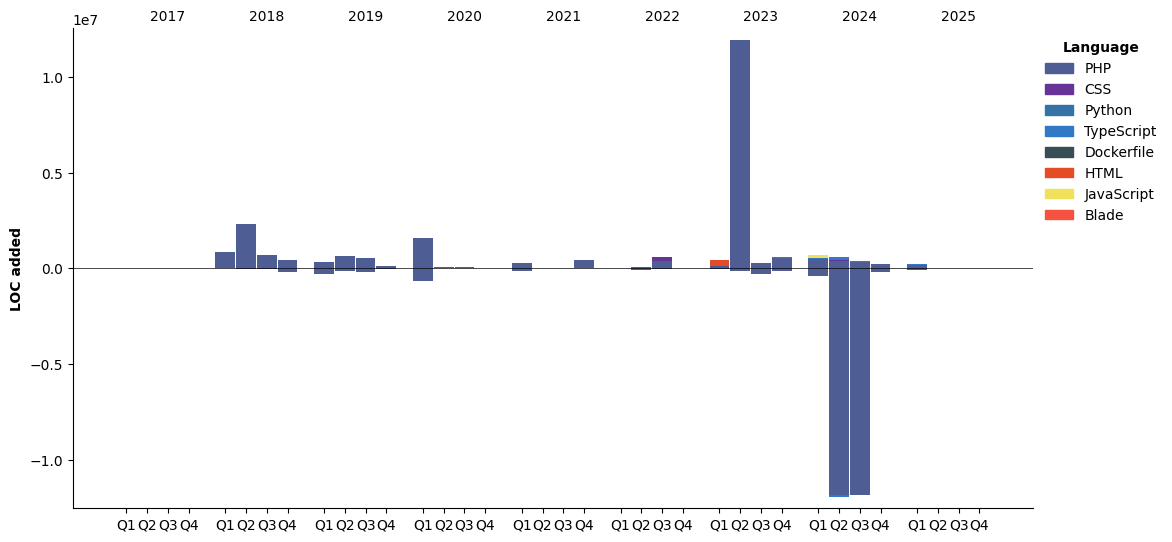 1e7
2017 2018 2019 2020 2021 2022 2023 2024 2025
LOC added
1.0
0.5
0.0
−0.5
−1.0
Q1 Q2 Q3 Q4 Q1 Q2 Q3 Q4 Q1 Q2 Q3 Q4 Q1 Q2 Q3 Q4 Q1 Q2 Q3 Q4 Q1 Q2 Q3 Q4 Q1 Q2 Q3 Q4 Q1 Q2 Q3 Q4 Q1 Q2 Q3 Q4
Language
PHP
CSS
Python
TypeScript
Dockerfile
HTML
JavaScript
Blade